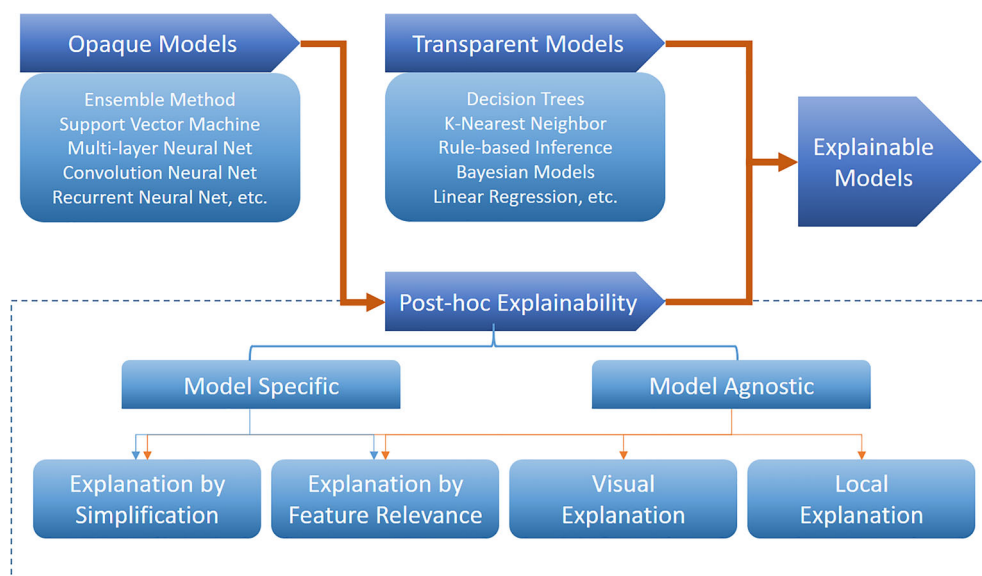 Opaque Models
Ensemble Method
Support Vector Machine
Multi-layer Neural Net
Convolution Neural Net
Recurrent Neural Net, etc.
Transparent Models
Decision Trees
K-Nearest Neighbor
Rule-based Inference
Bayesian Models
Linear Regression, etc.
Explainable
Models
Post-hoc Explainability
Model Specific
Model Agnostic
Explanation by
Simplification
Explanation by
Feature Relevance
Visual
Explanation
Local
Explanation